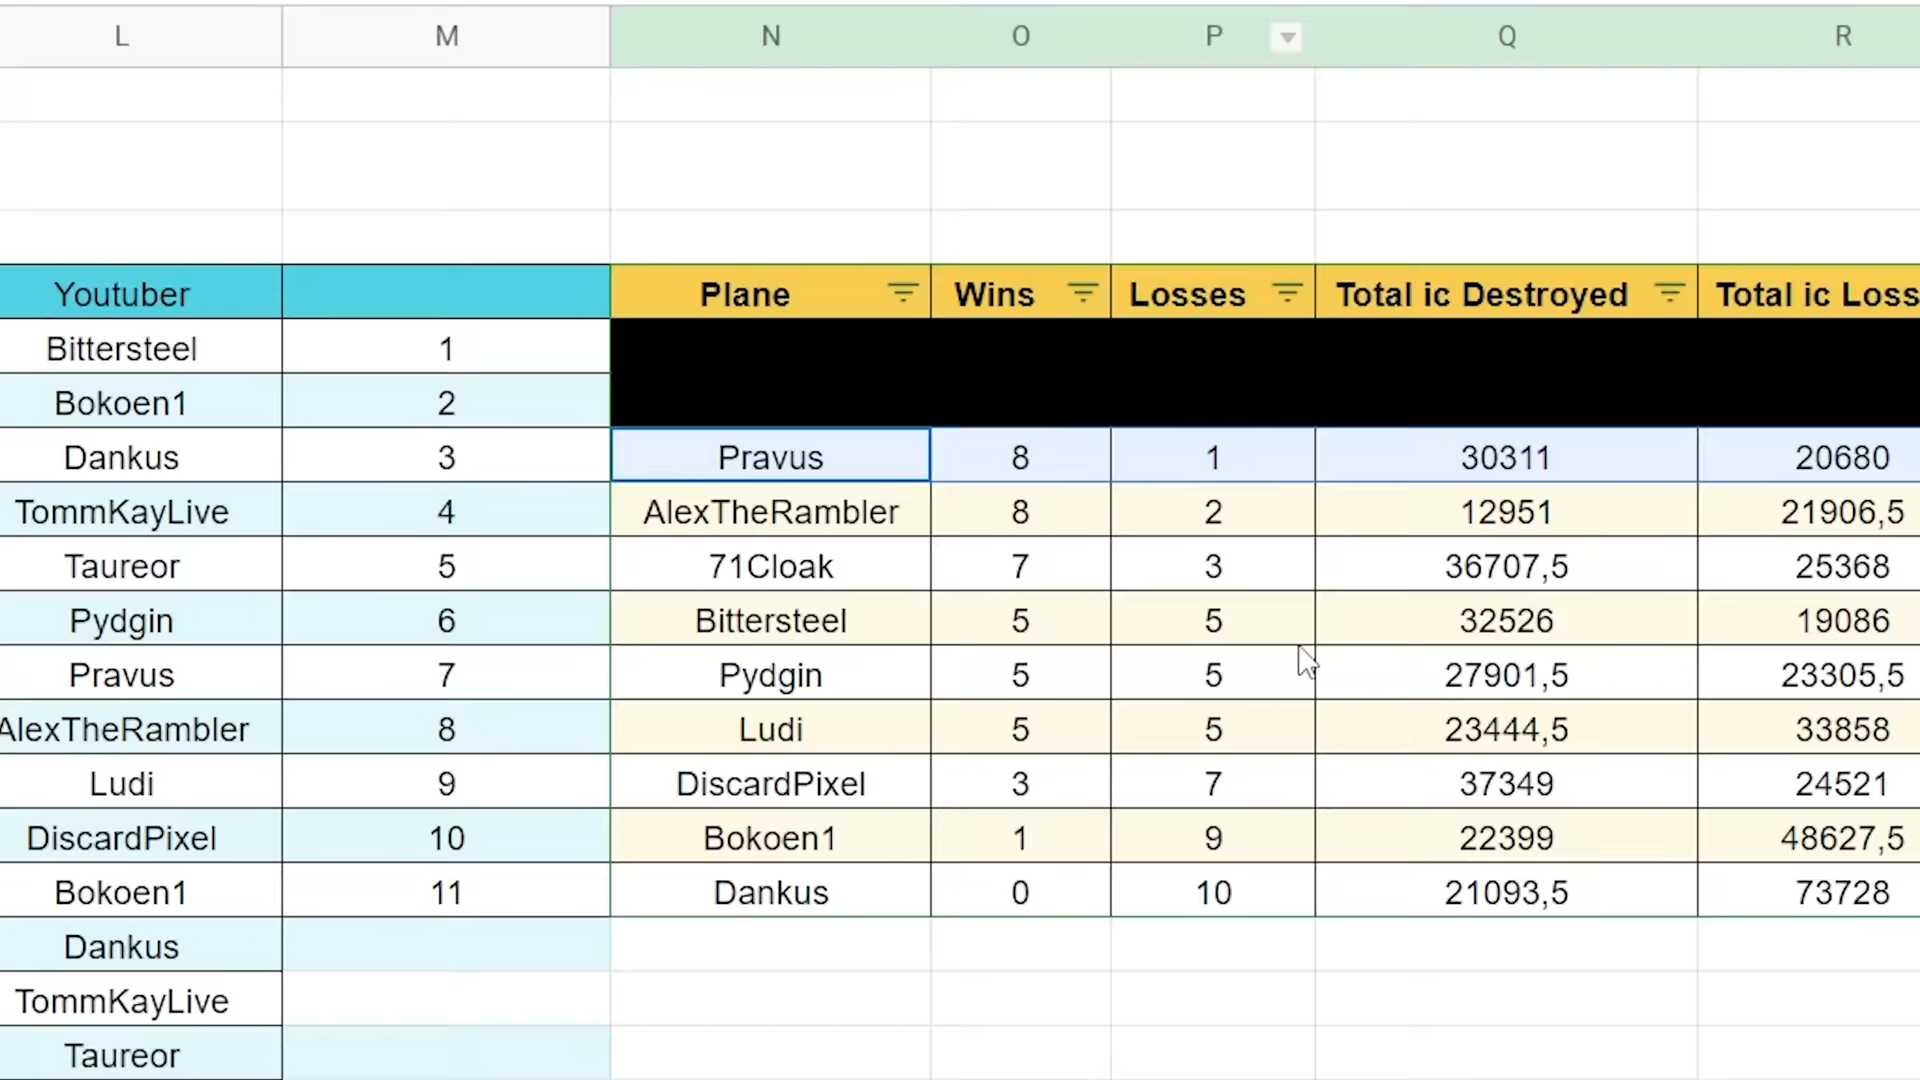 L M N O P Q R
Youtuber Plane Wins Losses Total ic Destroyed Total ic Loss
Bittersteel 1
Bokoen1 2
Dankus 3 Pravus 8 1 30311 20680
TommKayLive 4 AlexTheRambler 8 2 12951 21906,5
Taureor 5 71Cloak 7 3 36707,5 25368
Pydgin 6 Bittersteel 5 5 32526 19086
Pravus 7 Pydgin 5 5 27901,5 23305,5
AlexTheRambler 8 Ludi 5 5 23444,5 33858
Ludi 9 DiscardPixel 3 7 37349 24521
DiscardPixel 10 Bokoen1 1 9 22399 48627,5
Bokoen1 11 Dankus 0 10 21093,5 73728
Dankus
TommKayLive
Taureor